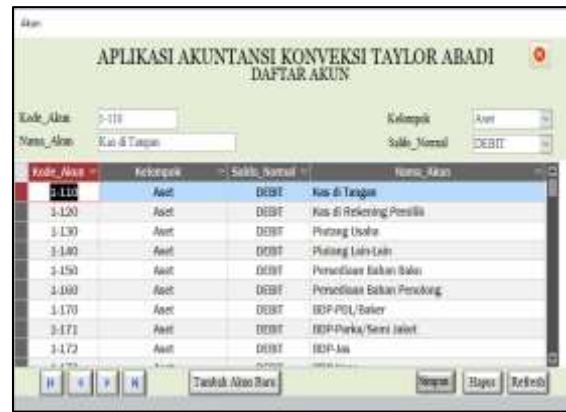 Akun
APLIKASI AKUNTANSI KONVEKSI TAYLOR ABADI
DAFTAR AKUN
Kode_Akun 1-110 Kelompok Aset
Nama_Akun Kas di Tangan Saldo_Normal DEBIT
Kode_Akun Kelompok Saldo_Normal Nama_Akun
1-110 Aset DEBIT Kas di Tangan
1-120 Aset DEBIT Kas di Rekening Pemilik
1-130 Aset DEBIT Piutang Usaha
1-140 Aset DEBIT Piutang Lain-Lain
1-150 Aset DEBIT Persediaan Bahan Baku
1-160 Aset DEBIT Persediaan Bahan Penolong
1-170 Aset DEBIT BDP-PDL/Baker
1-171 Aset DEBIT BDP-Parka/Semi Jaket
1-172 Aset DEBIT BDP-Jas
Tambah Akun Baru Simpan Hapus Refresh